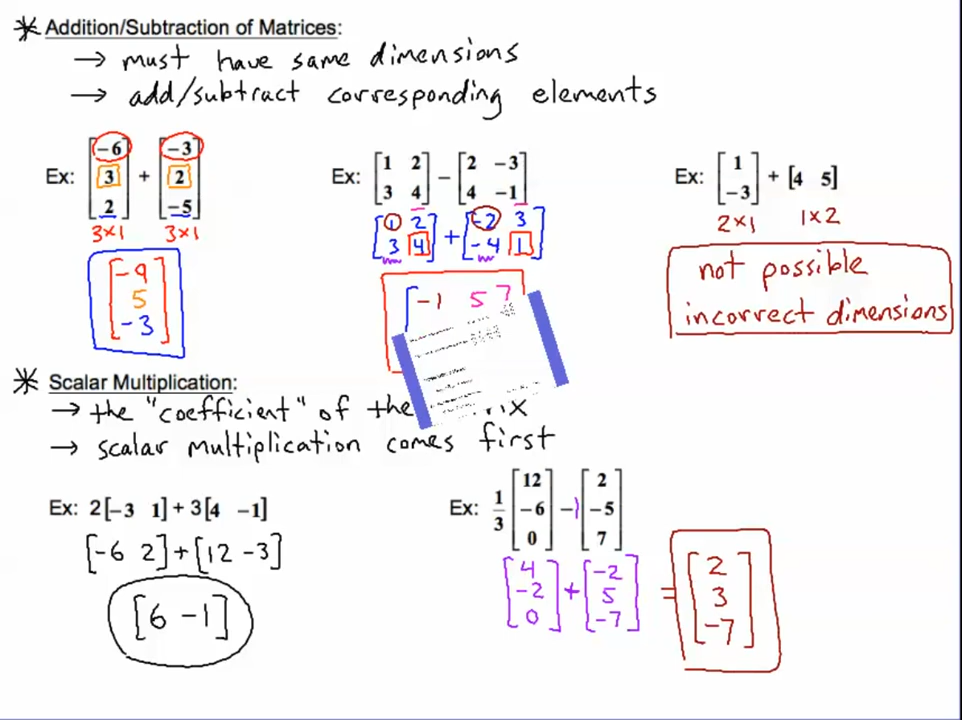 * Addition/Subtraction of Matrices:
→ must have same dimensions
→ add/subtract corresponding elements
Ex: [-6 3 2] + [-3 2 -5]
3×1 3×1
[-9 5 -3]
Ex: [1 2 3 4] - [2 -3 4 -1]
[1 2 3 4] + [-2 3 -4 1]
[-1 5 7
Ex: [1 -3] + [4 5]
2×1 1×2
not possible
incorrect dimensions
* Scalar Multiplication:
→ the "coefficient" of the
→ scalar multiplication comes first
Ex: 2[-3 1] + 3[4 -1]
[-6 2] + [12 -3]
[6 -1]
Ex: 1/3 [12 -6 0] -1 [2 -5 7]
[4 -2 0] + [-2 5 -7] = [2 3 -7]